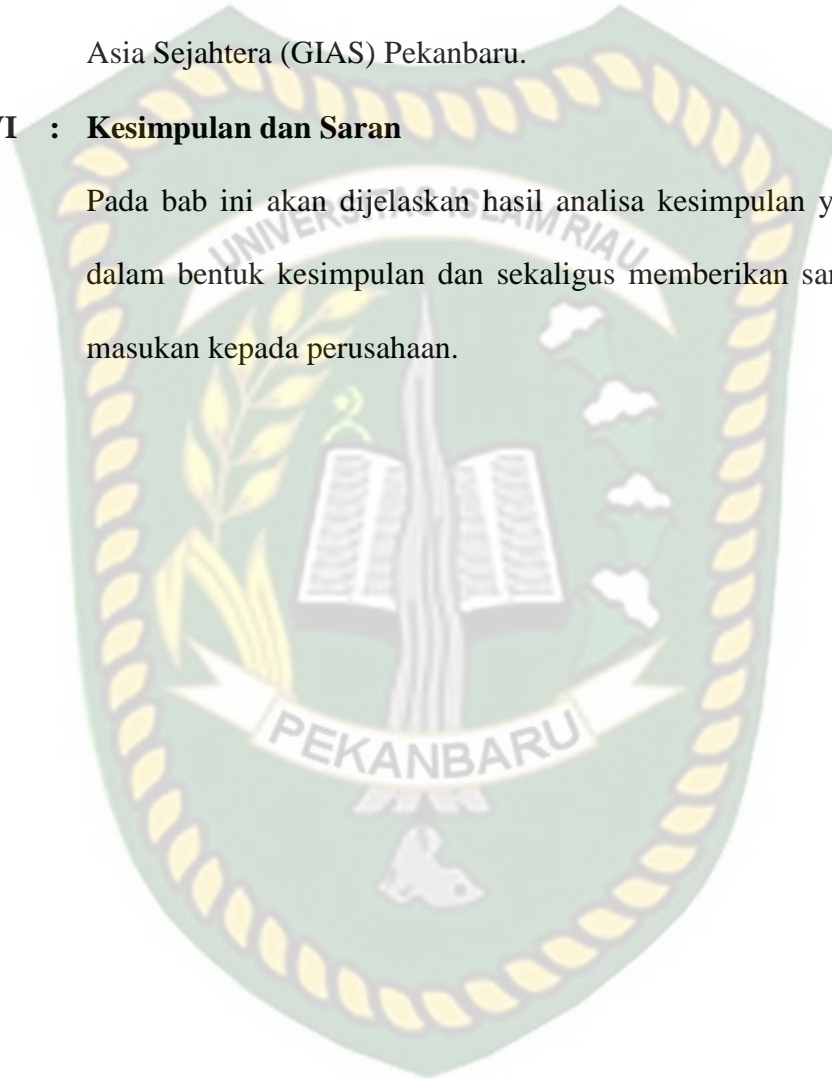 Asia Sejahtera (GIAS) Pekanbaru.
VI : Kesimpulan dan Saran
Pada bab ini akan dijelaskan hasil analisa kesimpulan
dalam bentuk kesimpulan dan sekaligus memberikan
masukan kepada perusahaan.
UNIVERSITAS ISLAM RIAU
PEKANBARU